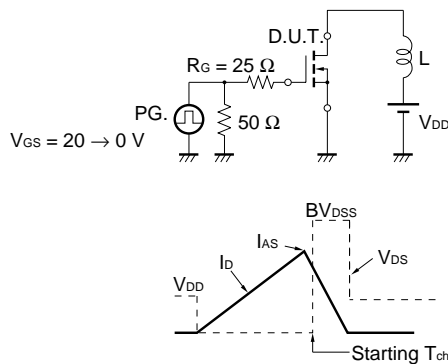 D.U.T.
RG = 25 Ω
L
PG.
50 Ω
VDD
VGS = 20 → 0 V
BVDSS
IAS
VDD
ID
VDS
Starting Tch